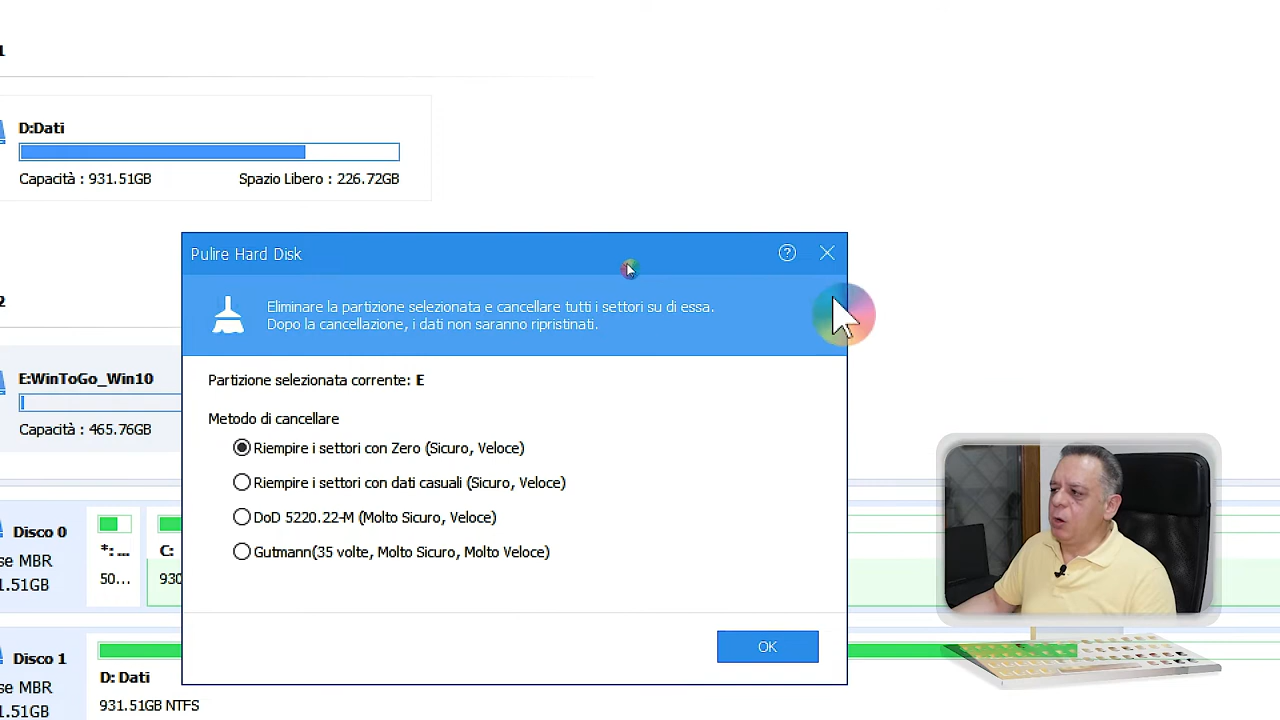 1
D:Dati
Capacità : 931.51GB Spazio Libero : 226.72GB
2
E:WinToGo_Win10
Capacità : 465.76GB
Pulire Hard Disk
?
Eliminare la partizione selezionata e cancellare tutti i settori su di essa.
Dopo la cancellazione, i dati non saranno ripristinati.
Partizione selezionata corrente: E
Metodo di cancellare
Riempire i settori con Zero (Sicuro, Veloce)
Riempire i settori con dati casuali (Sicuro, Veloce)
DoD 5220.22-M (Molto Sicuro, Veloce)
Gutmann(35 volte, Molto Sicuro, Molto Veloce)
OK
Disco 0
se MBR
1.51GB
*: ...
50...
C:
930
Disco 1
se MBR
1.51GB
D: Dati
931.51GB NTFS